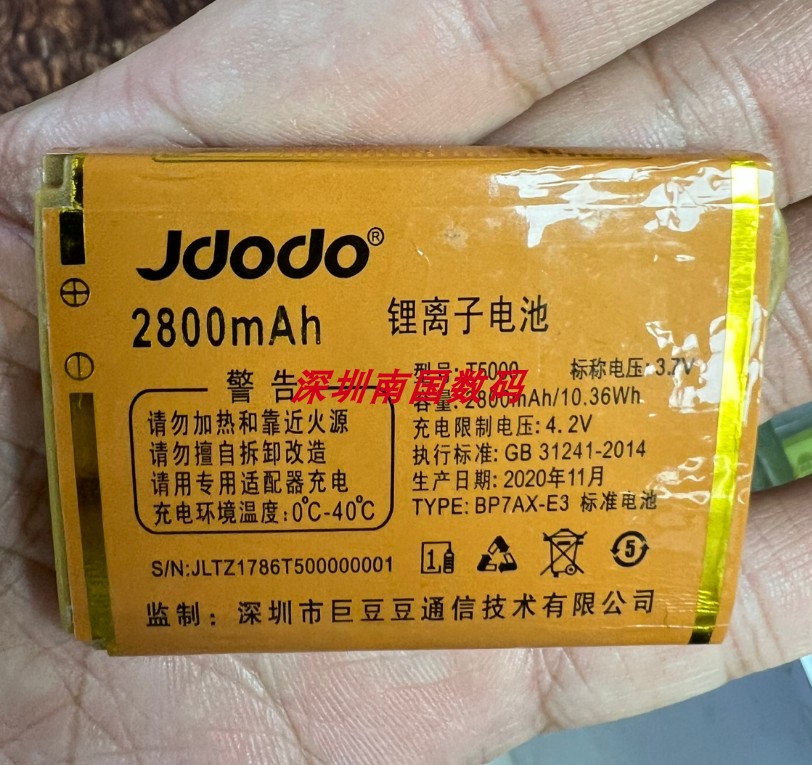 Jdodo®
2800mAh 锂离子电池
型号: T5000 标称电压: 3.7V
容量: 2800mAh/10.36Wh
充电限制电压: 4.2V
执行标准: GB 31241-2014
生产日期: 2020年11月
TYPE: BP7AX-E3 标准电池
警告
请勿加热和靠近火源
请勿擅自拆卸改造
请用专用适配器充电
充电环境温度: 0℃-40℃
深圳南国数码
S/N: JLTZ1786T500000001
1
5
监制: 深圳市巨豆豆通信技术有限公司